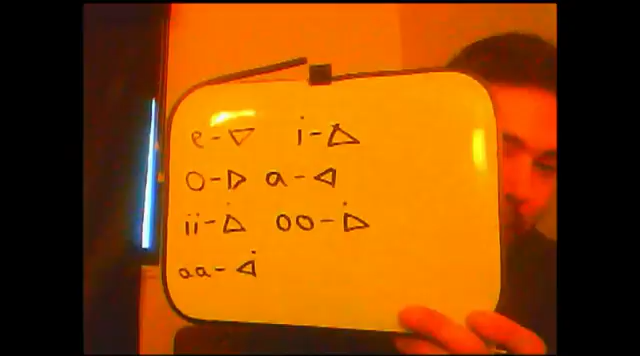 e-ᐁ i-ᐃ
o-ᐅ a-ᐊ
ii-ᐄ oo-ᐆ
aa-ᐋ